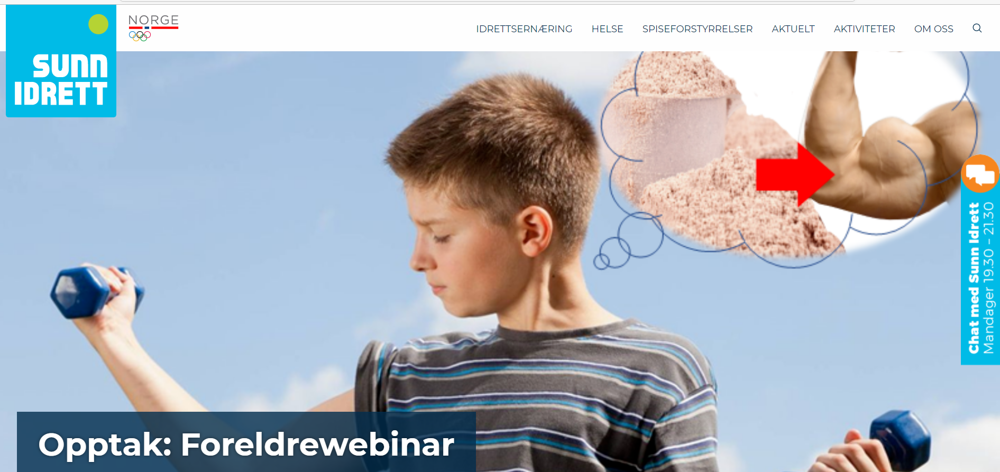 SUNN
IDRETT
NORGE
IDRETTSERNÆRING HELSE SPISEFORSTYRRELSER AKTUELT AKTIVITETER OM OSS
Chat med Sunn Idrett
Mandager 19.30 – 21.30
Opptak: Foreldrewebinar